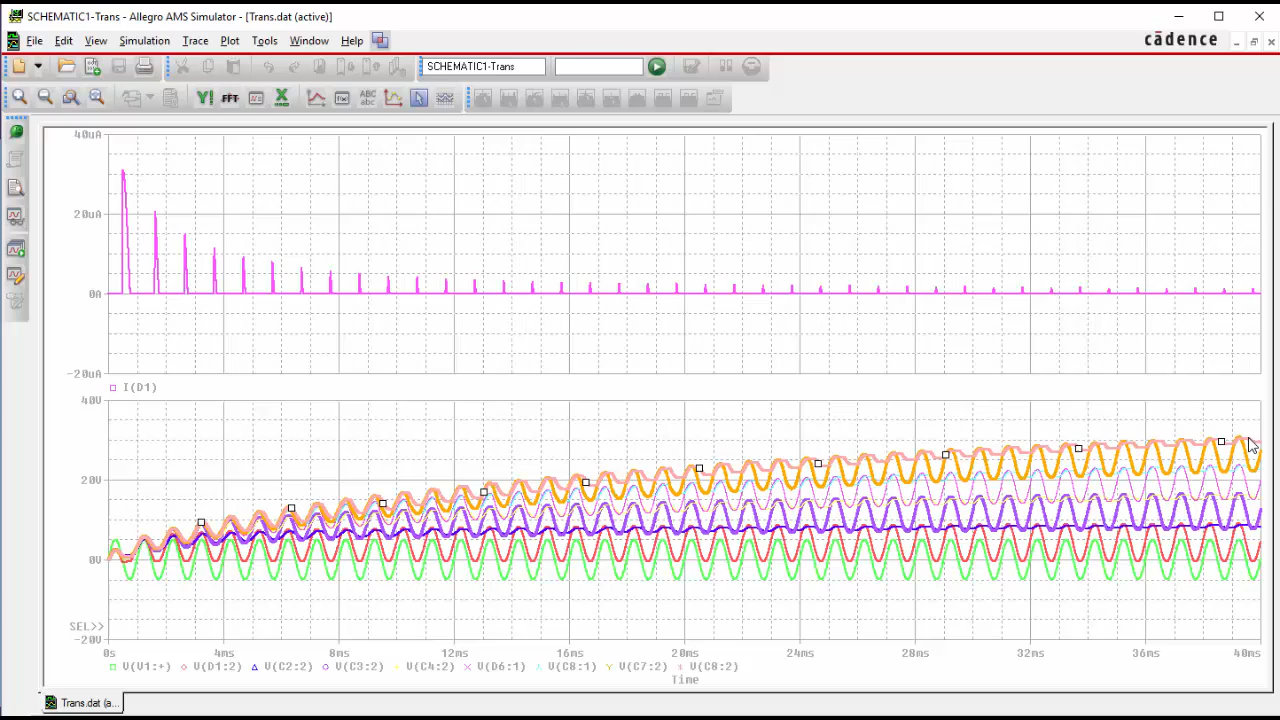 SCHEMATIC1-Trans - Allegro AMS Simulator - [Trans.dat (active)]
File Edit View Simulation Trace Plot Tools Window Help
cādence
SCHEMATIC1-Trans
FFT
ABC
abc
40uA
20uA
0A
-20uA
I(D1)
40V
20V
0V
SEL>>
-20V
0s 4ms 8ms 12ms 16ms 20ms 24ms 28ms 32ms 36ms 40ms
V(V1:+) V(D1:2) V(C2:2) V(C3:2) V(C4:2) V(D6:1) V(C8:1) V(C7:2) V(C8:2)
Time
Trans.dat (a...